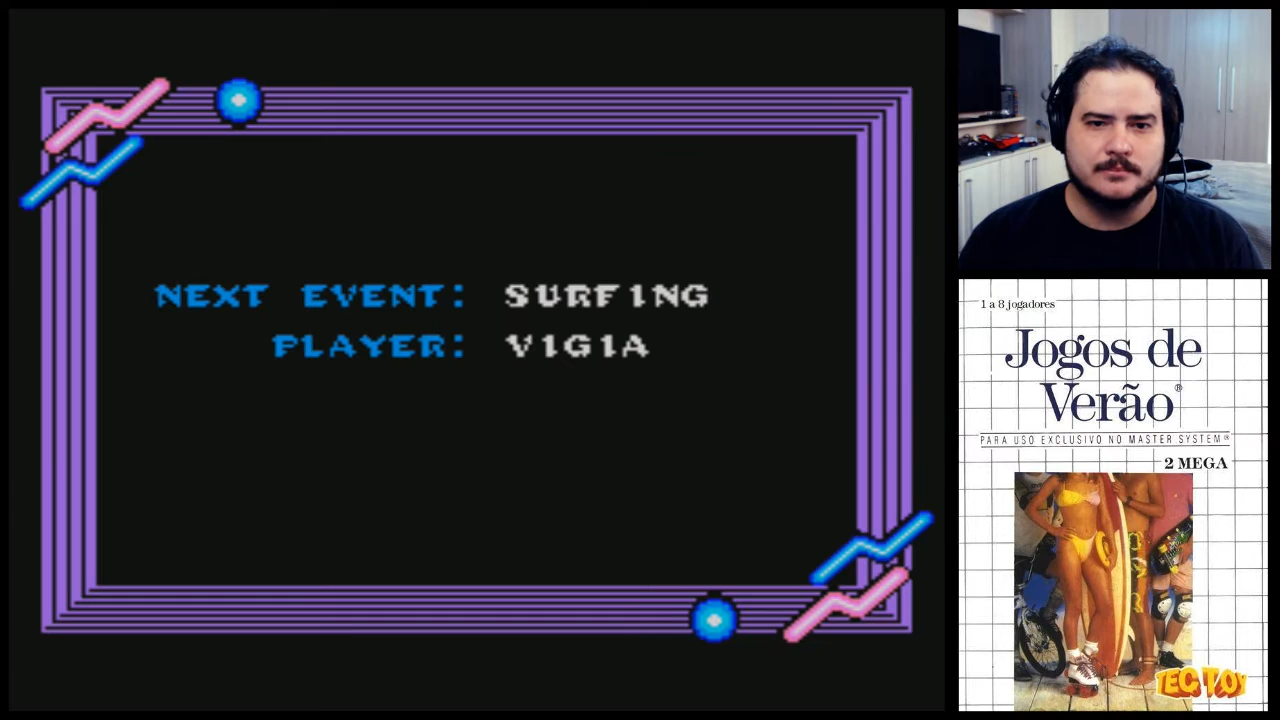 NEXT EVENT: SURFING
PLAYER: VIGIA
1 a 8 jogadores
Jogos de
Verão®
PARA USO EXCLUSIVO NO MASTER SYSTEM®
2 MEGA
TEC TOY